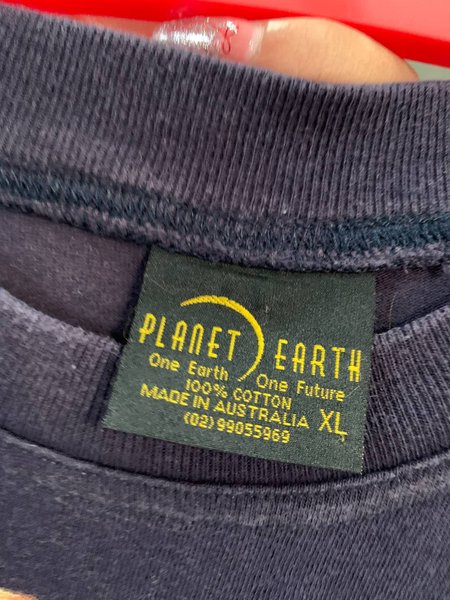 PLANET EARTH
One Earth One Future
100% COTTON
MADE IN AUSTRALIA XL
(02) 99055969